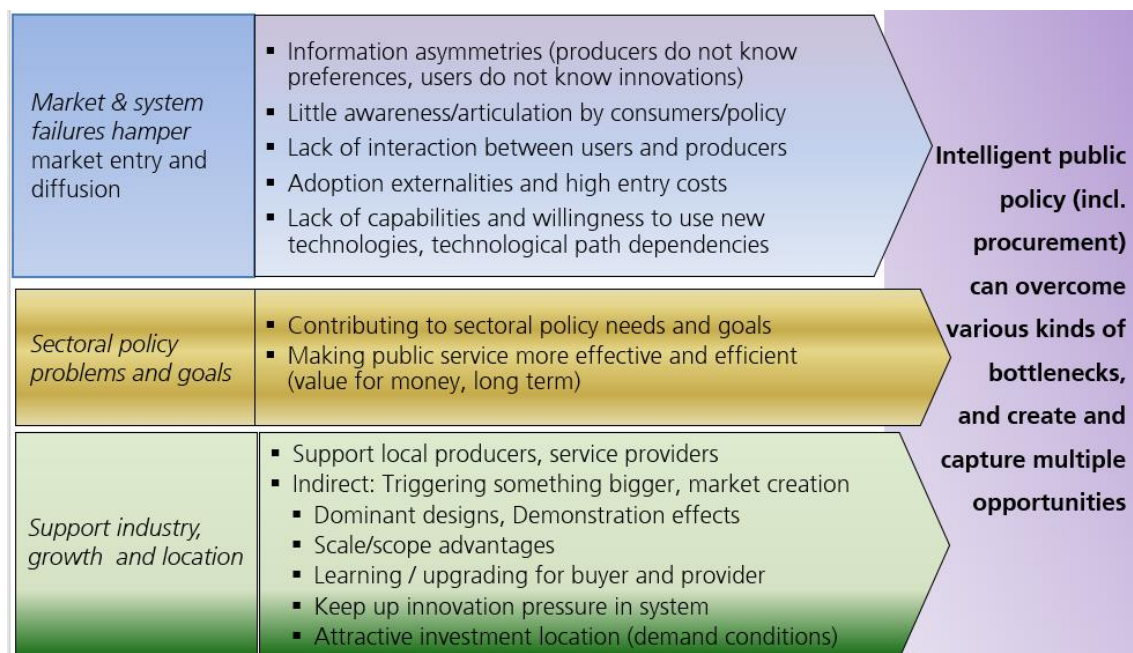 Market & system
failures hamper
market entry and
diffusion
▪ Information asymmetries (producers do not know
preferences, users do not know innovations)
▪ Little awareness/articulation by consumers/policy
▪ Lack of interaction between users and producers
▪ Adoption externalities and high entry costs
▪ Lack of capabilities and willingness to use new
technologies, technological path dependencies
Sectoral policy
problems and goals
▪ Contributing to sectoral policy needs and goals
▪ Making public service more effective and efficient
(value for money, long term)
Support industry,
growth and location
▪ Support local producers, service providers
▪ Indirect: Triggering something bigger, market creation
▪ Dominant designs, Demonstration effects
▪ Scale/scope advantages
▪ Learning / upgrading for buyer and provider
▪ Keep up innovation pressure in system
▪ Attractive investment location (demand conditions)
Intelligent public
policy (incl.
procurement)
can overcome
various kinds of
bottlenecks,
and create and
capture multiple
opportunities